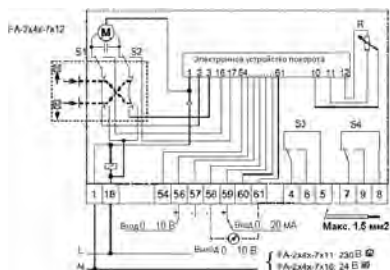 FA-2x4x-7x12
M
S1
S2
R
Электронное устройство поворота
1 2 3 16 17 54 61 10 11 12
S3
S4
1 18 54 56 57 58 59 60 61 4 6 5 7 9 8
Вход 0 10 В
Вход 0 20 мА
Макс. 1.5 мм2
Выход 0 10 В
L
N
FA-2x4x-7x11: 230 В
FA-2x4x-7x16: 24 В